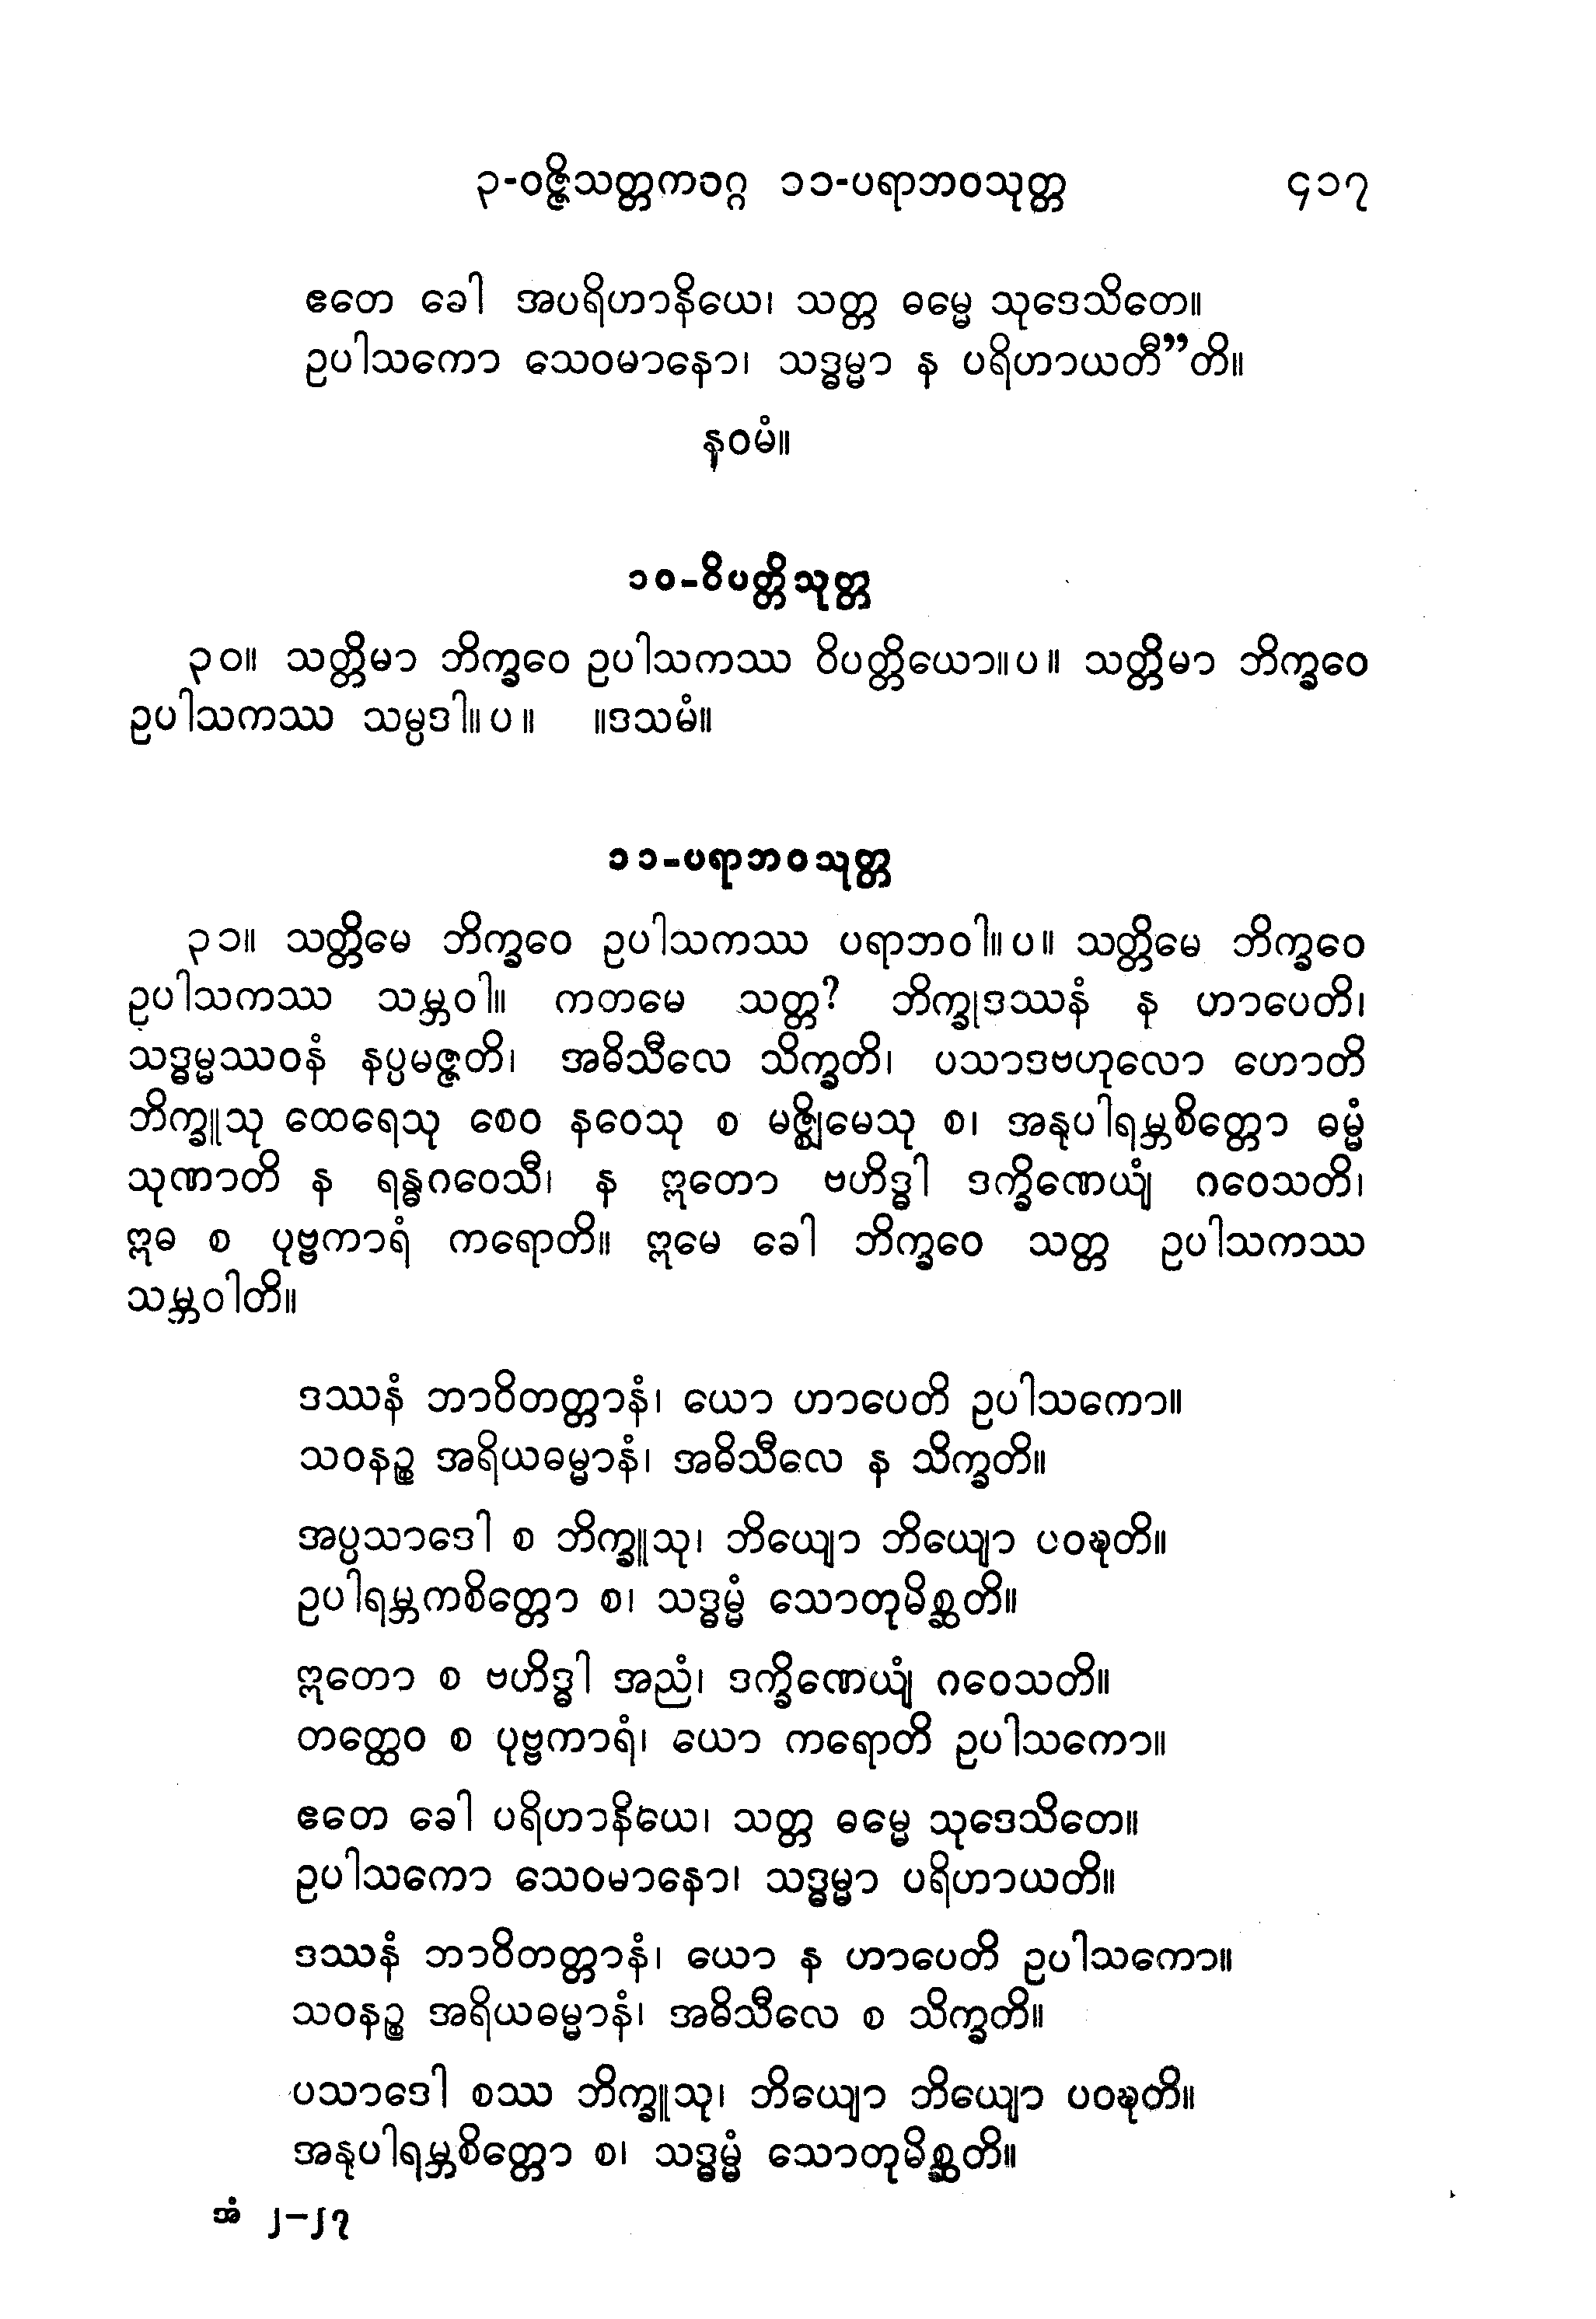 ၃-ဝဇ္ဇိသတ္တကဝဂ္ဂ ၁၁-ပရာဘဝသုတ္တ ၄၁၇
ဧတေ ခေါ အပရိဟာနိယေ၊ သတ္တ ဓမ္မေ သုဒေသိတေ။
ဥပါသကော သေဝမာနော၊ သဒ္ဓမ္မာ န ပရိဟာယတီ”တိ။
နဝမံ။
၁၀-ဝိပတ္တိသုတ္တ
၃၀။ သတ္တိမာ ဘိက္ခဝေ ဥပါသကဿ ဝိပတ္တိယော။ပ။ သတ္တိမာ ဘိက္ခဝေ
ဥပါသကဿ သမ္ပဒါ။ပ။ ။ဒသမံ။
၁၁-ပရာဘဝသုတ္တ
၃၁။ သတ္တိမေ ဘိက္ခဝေ ဥပါသကဿ ပရာဘဝါ။ပ။ သတ္တိမေ ဘိက္ခဝေ
ဥပါသကဿ သမ္ဘဝါ။ ကတမေ သတ္တ? ဘိက္ခုဒဿနံ န ဟာပေတိ၊
သဒ္ဓမ္မဿဝနံ နပ္ပမဇ္ဇတိ၊ အဓိသီလေ သိက္ခတိ၊ ပသာဒဗဟုလော ဟောတိ
ဘိက္ခူသု ထေရေသု စေဝ နဝေသု စ မဇ္ဈိမေသု စ၊ အနုပါရမ္ဘစိတ္တော ဓမ္မံ
သုဏာတိ န ရန္ဓဂဝေသီ၊ န ဣတော ဗဟိဒ္ဓါ ဒက္ခိဏေယျံ ဂဝေသတိ၊
ဣဓ စ ပုဗ္ဗကာရံ ကရောတိ။ ဣမေ ခေါ ဘိက္ခဝေ သတ္တ ဥပါသကဿ
သမ္ဘဝါတိ။
ဒဿနံ ဘာဝိတတ္တာနံ၊ ယော ဟာပေတိ ဥပါသကော။
သဝနဉ္စ အရိယဓမ္မာနံ၊ အဓိသီလေ န သိက္ခတိ။
အပ္ပသာဒေါ စ ဘိက္ခူသု၊ ဘိယျော ဘိယျော ပဝဍ္ဎတိ။
ဥပါရမ္ဘကစိတ္တော စ၊ သဒ္ဓမ္မံ သောတုမိစ္ဆတိ။
ဣတော စ ဗဟိဒ္ဓါ အညံ၊ ဒက္ခိဏေယျံ ဂဝေသတိ။
တတ္ထေဝ စ ပုဗ္ဗကာရံ၊ ယော ကရောတိ ဥပါသကော။
ဧတေ ခေါ ပရိဟာနိယေ၊ သတ္တ ဓမ္မေ သုဒေသိတေ။
ဥပါသကော သေဝမာနော၊ သဒ္ဓမ္မာ ပရိဟာယတိ။
ဒဿနံ ဘာဝိတတ္တာနံ၊ ယော န ဟာပေတိ ဥပါသကော။
သဝနဉ္စ အရိယဓမ္မာနံ၊ အဓိသီလေ စ သိက္ခတိ။
ပသာဒေါ စဿ ဘိက္ခူသု၊ ဘိယျော ဘိယျော ပဝဍ္ဎတိ။
အနုပါရမ္ဘစိတ္တော စ၊ သဒ္ဓမ္မံ သောတုမိစ္ဆတိ။
အံ ၂–၂၇